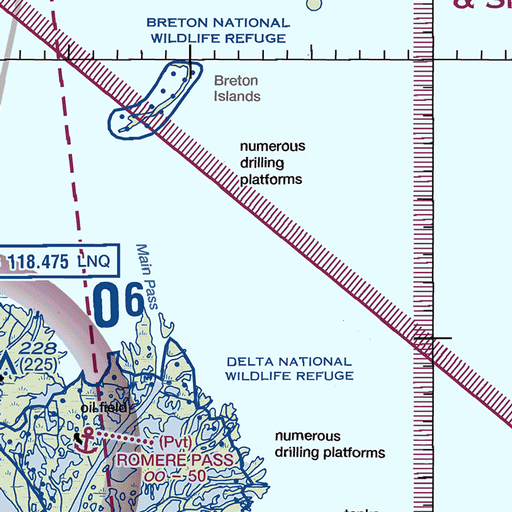 BRETON NATIONAL
WILDLIFE REFUGE
Breton
Islands
numerous
drilling
platforms
118.475 LNQ
Main Pass
06
228
(225)
DELTA NATIONAL
WILDLIFE REFUGE
oil field
(Pvt)
ROMERE PASS
OO – 50
numerous
drilling platforms